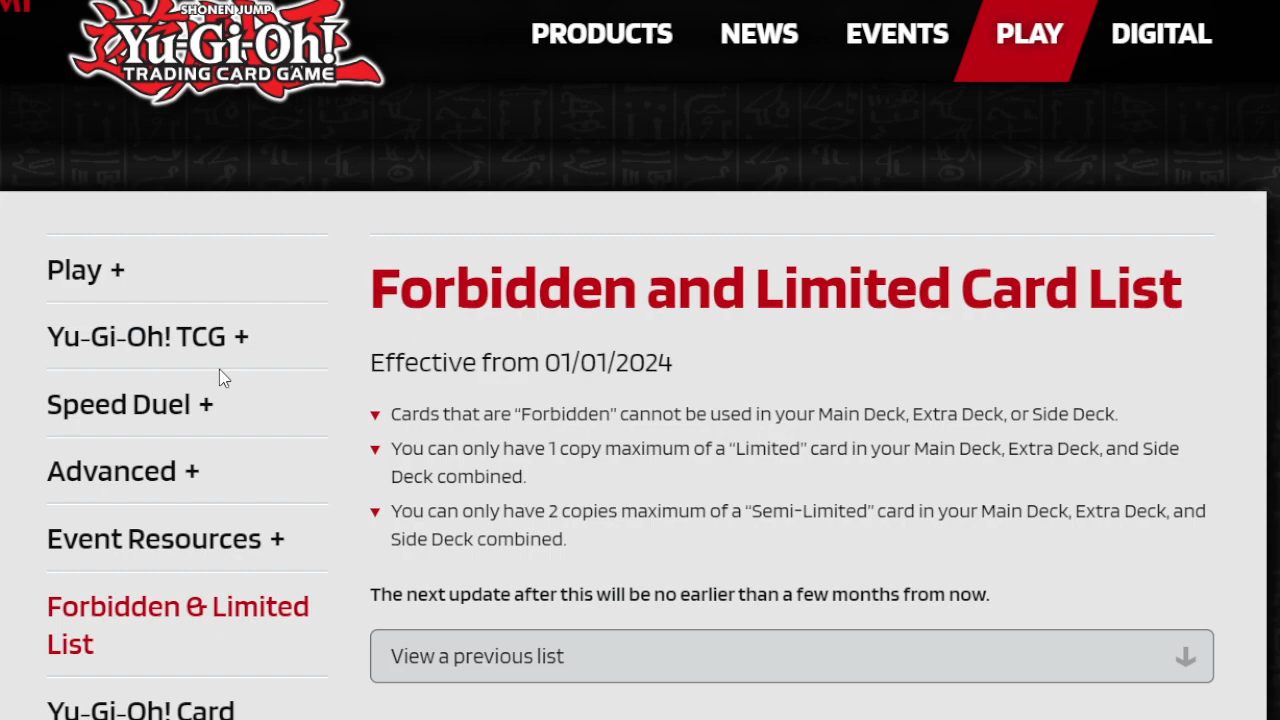 SHONEN JUMP
Yu-Gi-Oh!
TRADING CARD GAME
PRODUCTS
NEWS
EVENTS
PLAY
DIGITAL
Play +
Yu-Gi-Oh! TCG +
Speed Duel +
Advanced +
Event Resources +
Forbidden & Limited
List
Yu-Gi-Oh! Card
Forbidden and Limited Card List
Effective from 01/01/2024
Cards that are “Forbidden” cannot be used in your Main Deck, Extra Deck, or Side Deck.
You can only have 1 copy maximum of a “Limited” card in your Main Deck, Extra Deck, and Side
Deck combined.
You can only have 2 copies maximum of a “Semi-Limited” card in your Main Deck, Extra Deck, and
Side Deck combined.
The next update after this will be no earlier than a few months from now.
View a previous list